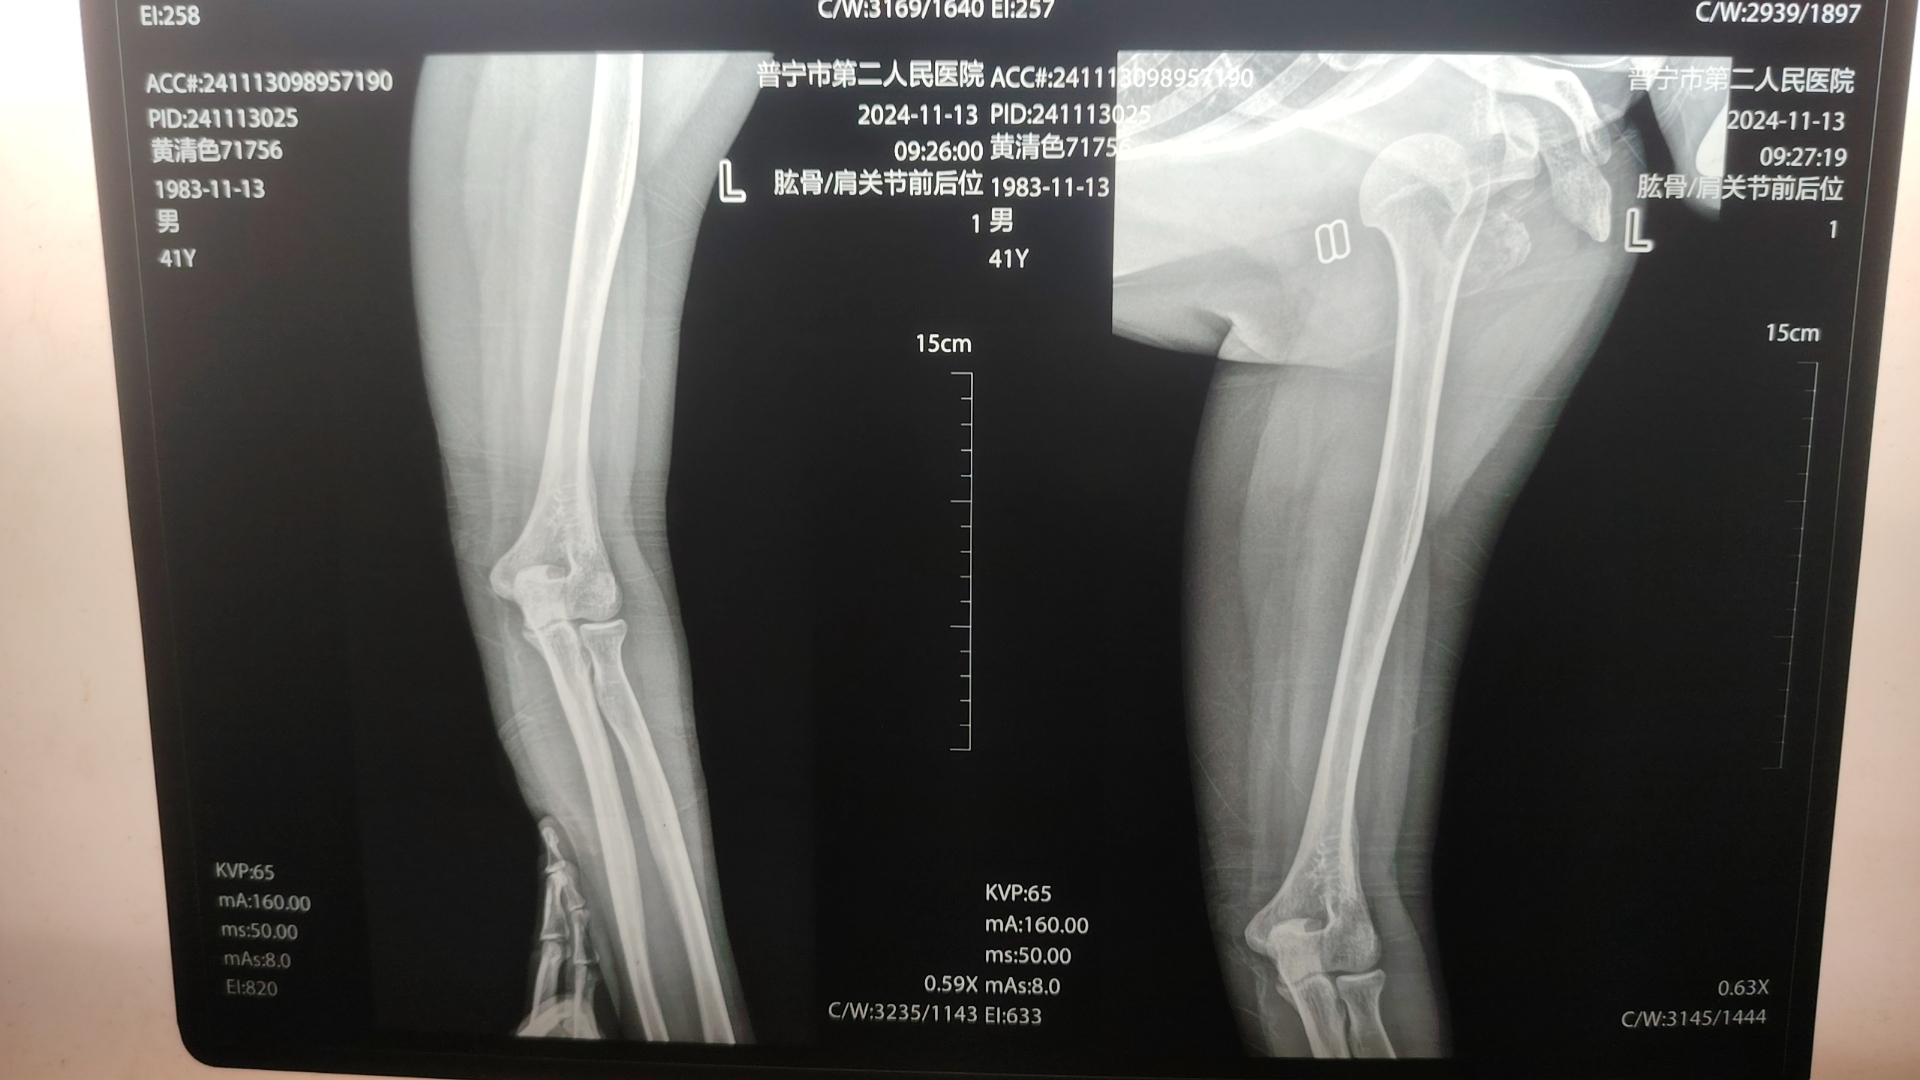 EI:258
C/W:3169/1640
EI:257
C/W:2939/1897
ACC#:241113098957190
PID:241113025
黄清色71756
1983-11-13
男
41Y
普宁市第二人民医院
2024-11-13
09:26:00
肱骨/肩关节前后位
1
L
15cm
KVP:65
mA:160.00
ms:50.00
mAs:8.0
EI:820
0.59X
C/W:3235/1143
ACC#:241113098957190
PID:241113025
黄清色71756
1983-11-13
男
41Y
普宁市第二人民医院
2024-11-13
09:27:19
肱骨/肩关节前后位
1
L
15cm
KVP:65
mA:160.00
ms:50.00
mAs:8.0
EI:633
0.63X
C/W:3145/1444